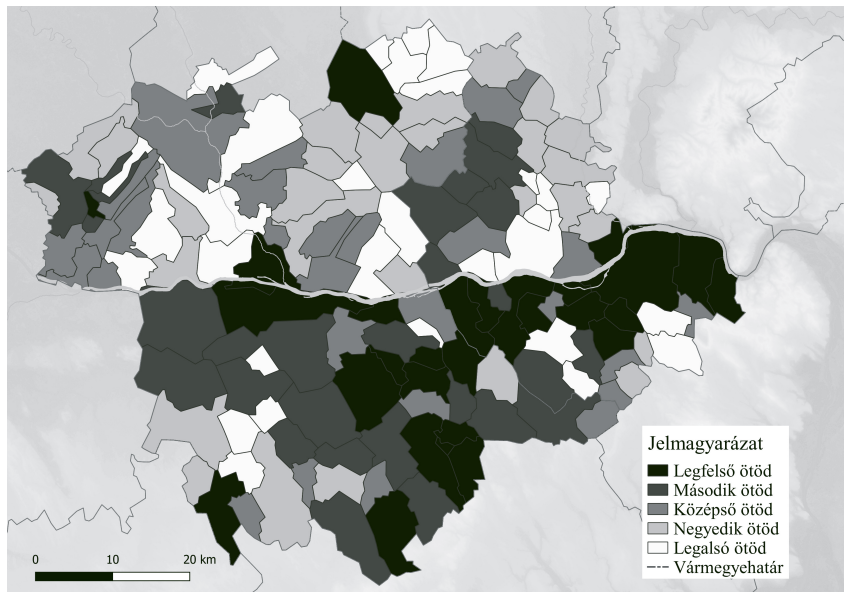 Jelmagyarázat
Legfelső ötöd
Második ötöd
Középső ötöd
Negyedik ötöd
Legalsó ötöd
Vármegyehatár
0 10 20 km